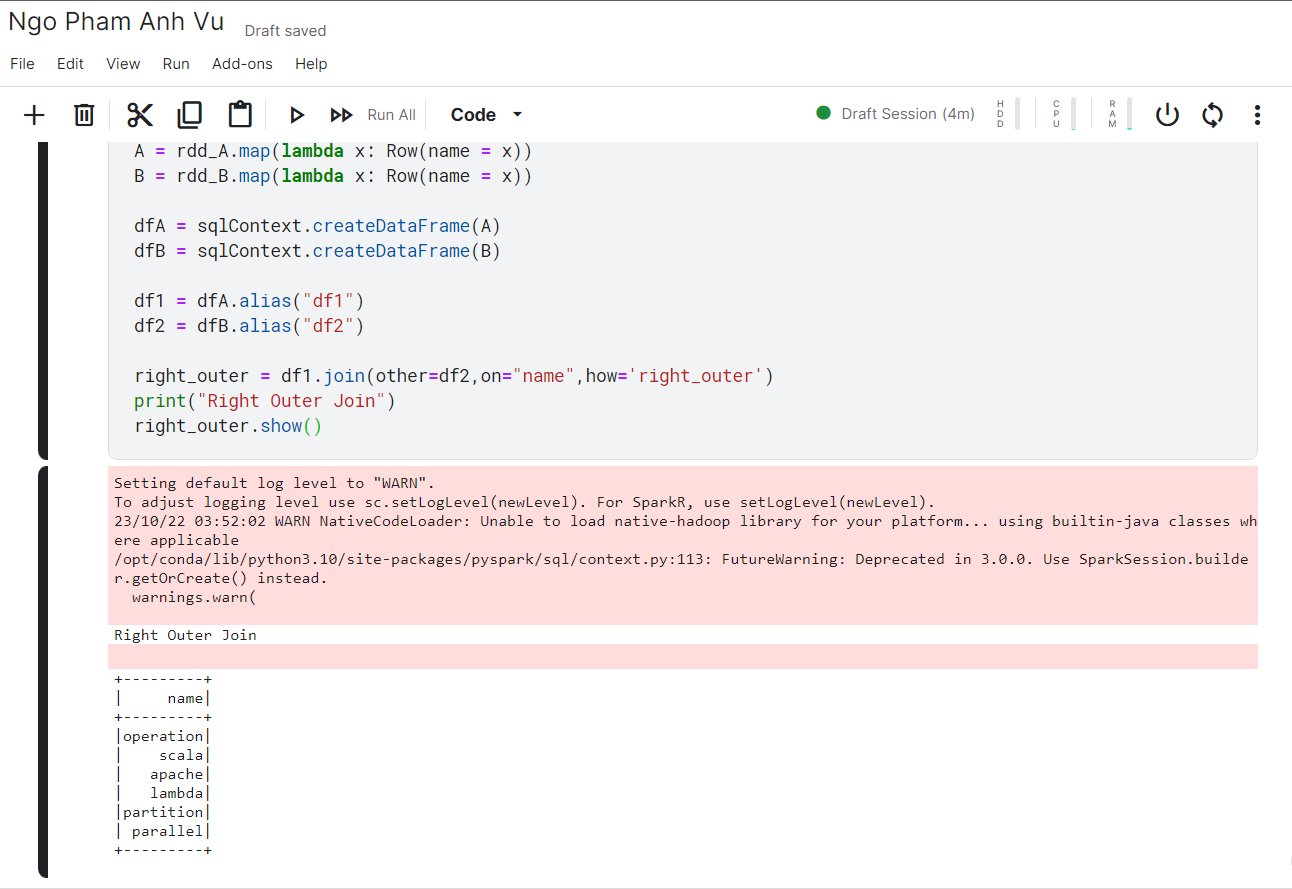 Ngo Pham Anh Vu Draft saved
File Edit View Run Add-ons Help
Run All Code Draft Session (4m) HDD CPU RAM
A = rdd_A.map(lambda x: Row(name = x))
B = rdd_B.map(lambda x: Row(name = x))
dfA = sqlContext.createDataFrame(A)
dfB = sqlContext.createDataFrame(B)
df1 = dfA.alias("df1")
df2 = dfB.alias("df2")
right_outer = df1.join(other=df2,on="name",how='right_outer')
print("Right Outer Join")
right_outer.show()
Setting default log level to "WARN".
To adjust logging level use sc.setLogLevel(newLevel). For SparkR, use setLogLevel(newLevel).
23/10/22 03:52:02 WARN NativeCodeLoader: Unable to load native-hadoop library for your platform... using builtin-java classes wh
ere applicable
/opt/conda/lib/python3.10/site-packages/pyspark/sql/context.py:113: FutureWarning: Deprecated in 3.0.0. Use SparkSession.builde
r.getOrCreate() instead.
  warnings.warn(
Right Outer Join
+---------+
|     name|
+---------+
|operation|
|    scala|
|   apache|
|   lambda|
|partition|
| parallel|
+---------+